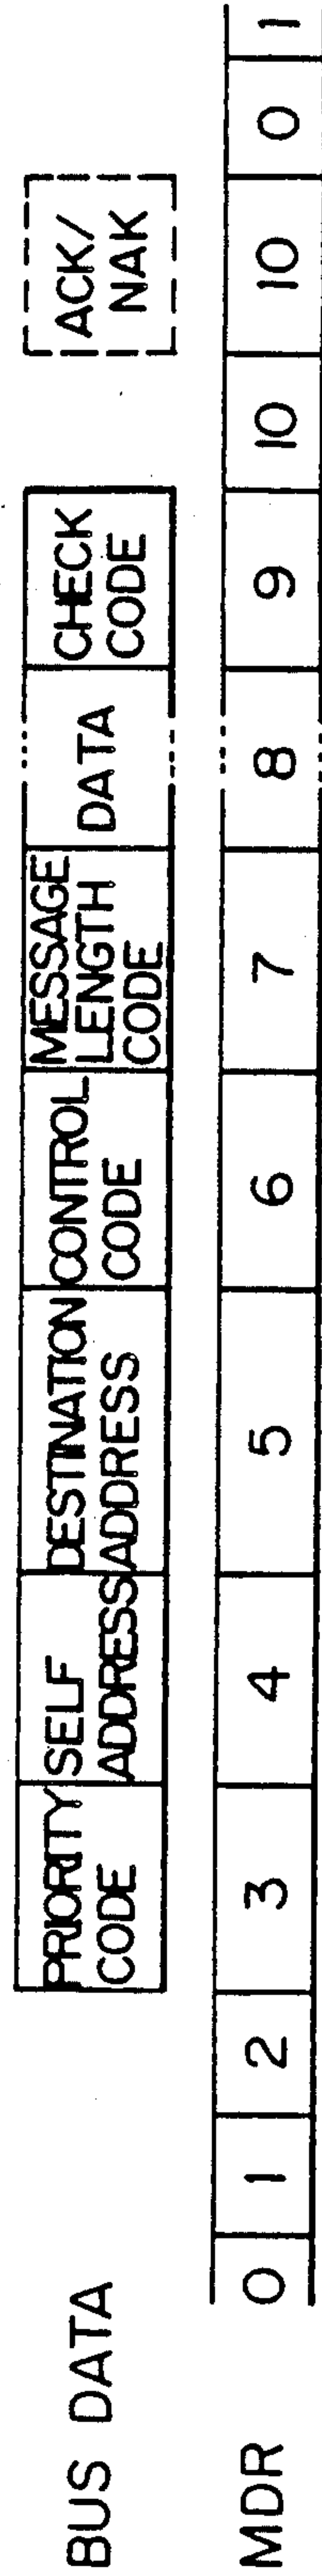 BUS DATA
PRIORITY CODE
SELF ADDRESS
DESTINATION ADDRESS
CONTROL CODE
MESSAGE LENGTH CODE
DATA
CHECK CODE
ACK/ NAK
MDR
0 1 2 3 4 5 6 7 8 9 10 10 0 1